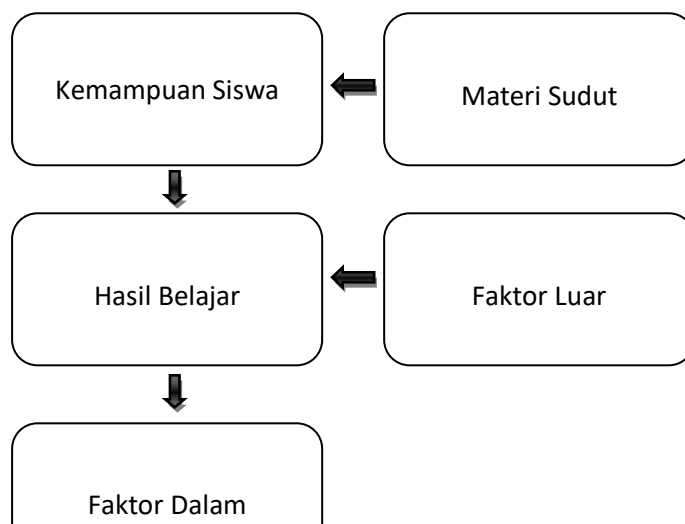 Kemampuan Siswa
Materi Sudut
Hasil Belajar
Faktor Luar
Faktor Dalam